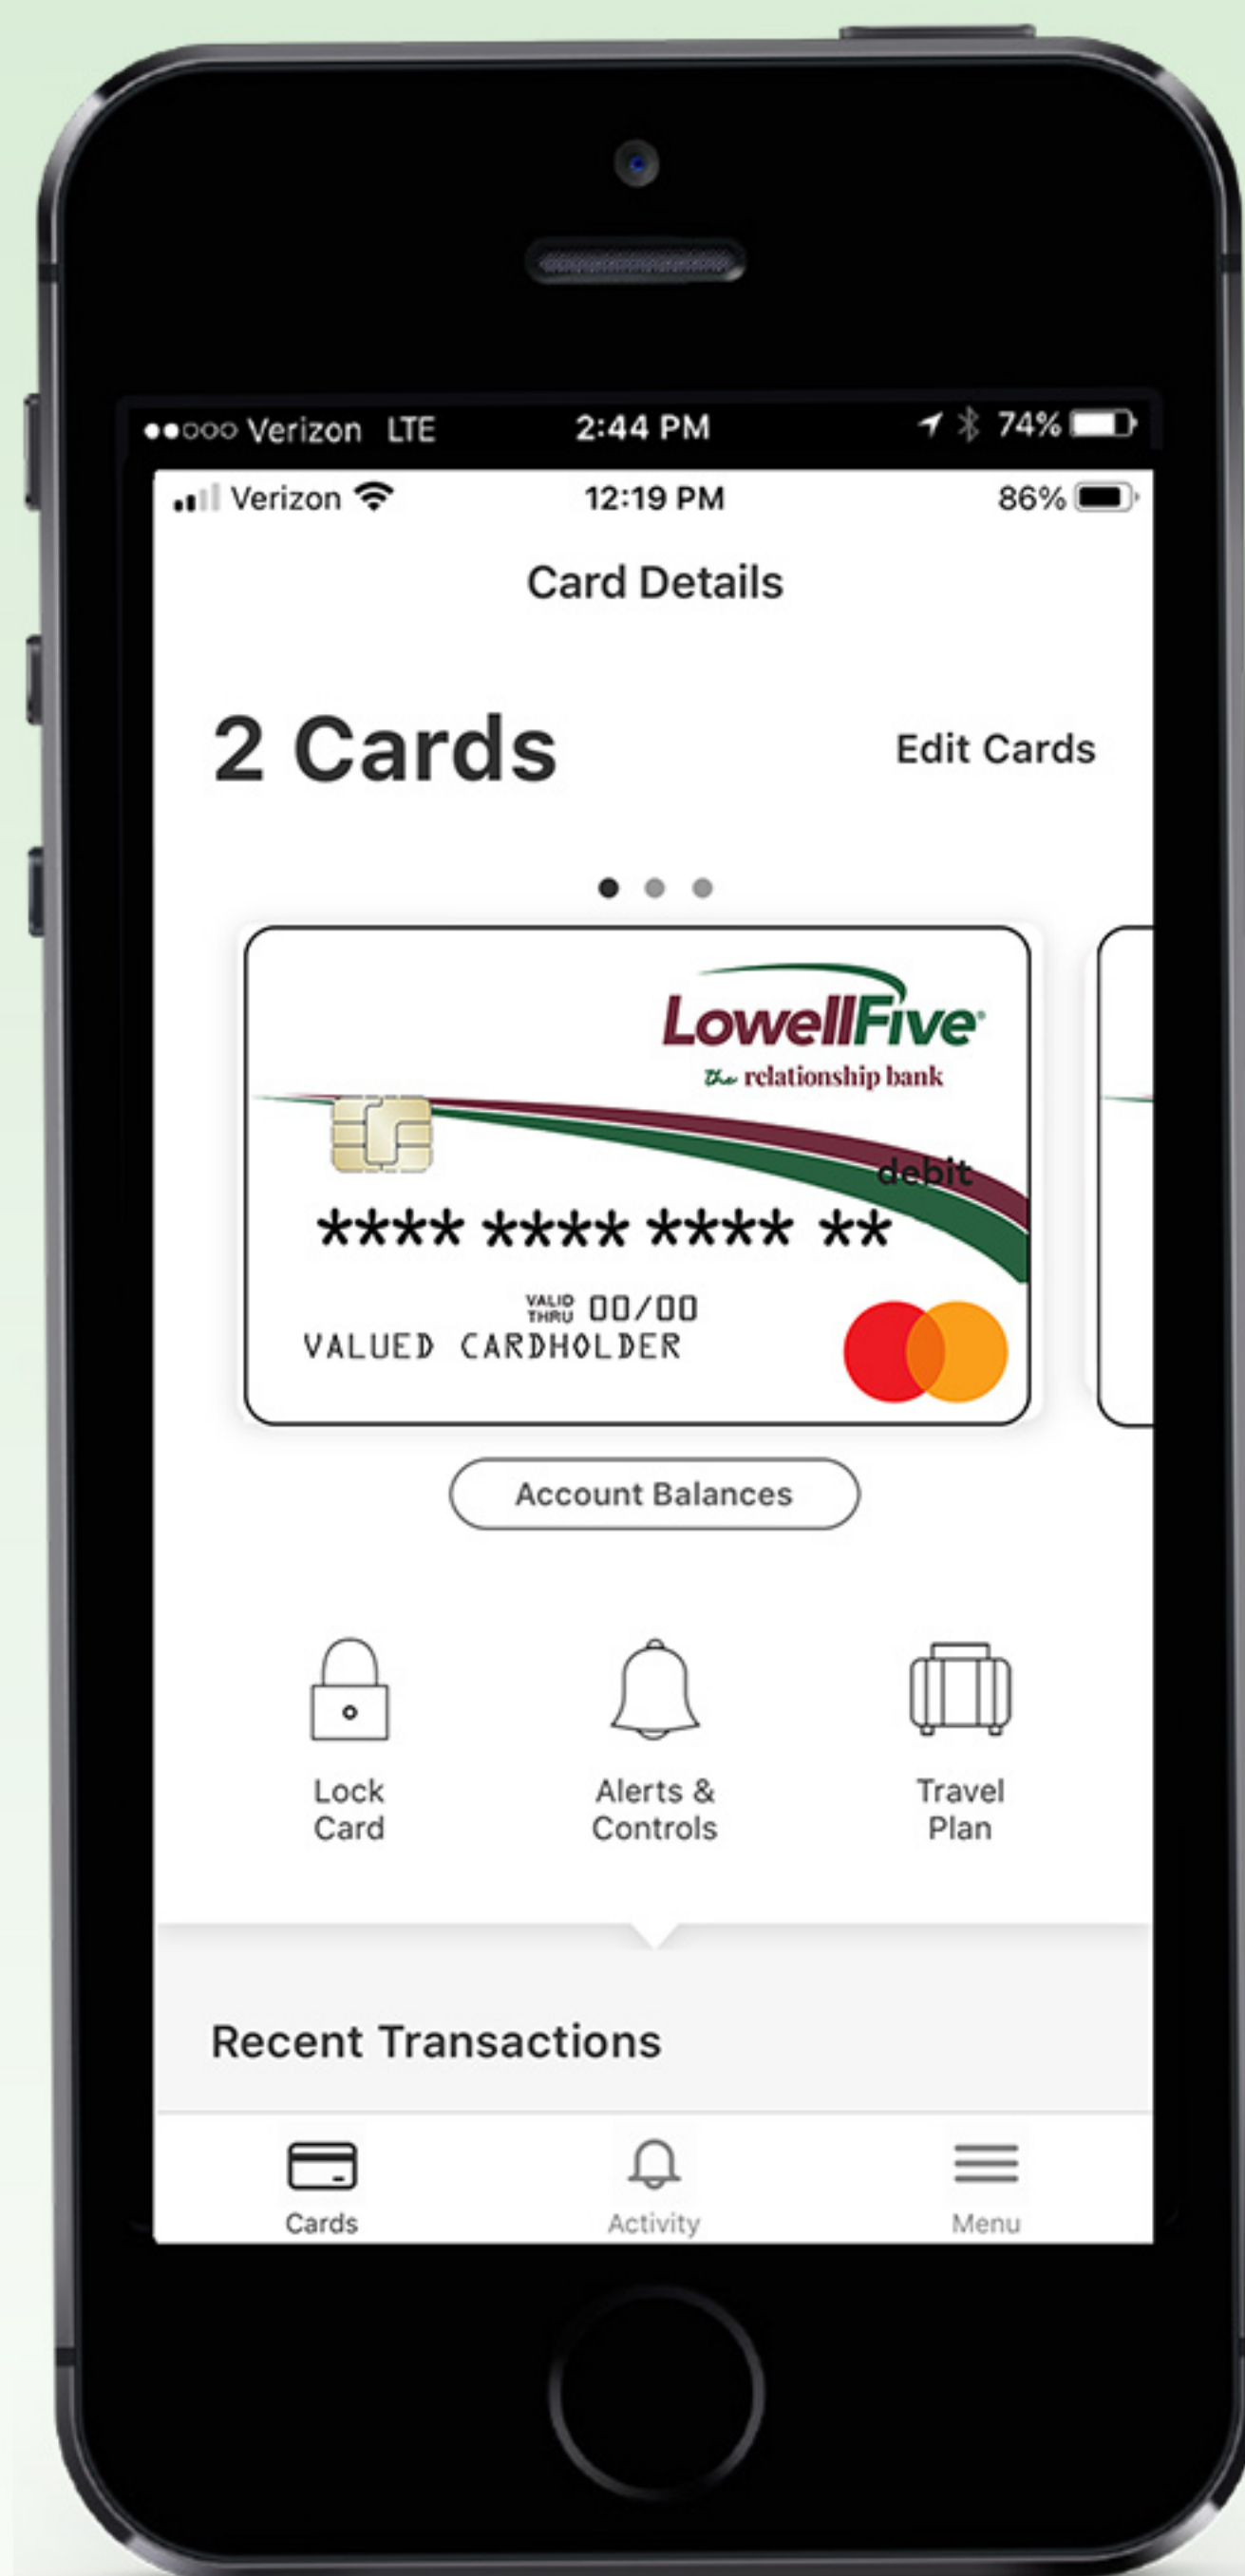 Verizon LTE 2:44 PM 74%
Verizon 12:19 PM 86%
Card Details
2 Cards Edit Cards
LowellFive
the relationship bank
debit
**** **** **** **
VALID THRU 00/00
VALUED CARDHOLDER
Account Balances
Lock Card
Alerts & Controls
Travel Plan
Recent Transactions
Cards Activity Menu